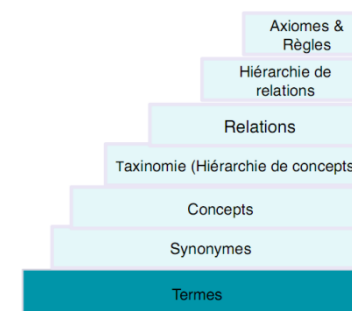 Axiomes &
Règles
Hiérarchie de
relations
Relations
Taxinomie (Hiérarchie de concepts
Concepts
Synonymes
Termes